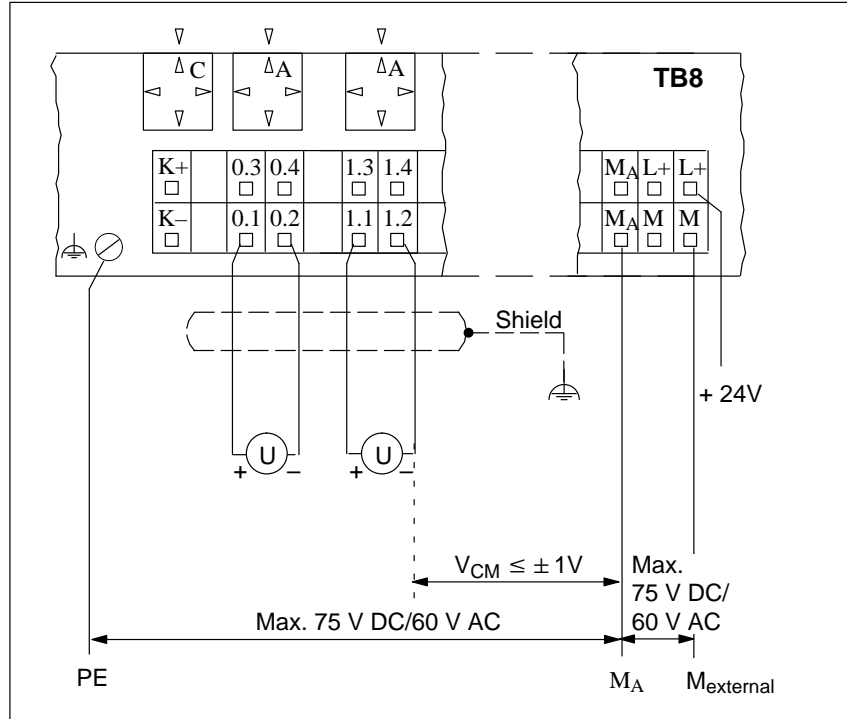 C A A TB8
K+ 0.3 0.4 1.3 1.4 MA L+ L+
K– 0.1 0.2 1.1 1.2 MA M M
Shield
+ 24V
+ U – + U –
VCM ≤ ± 1V
Max.
75 V DC/
60 V AC
Max. 75 V DC/60 V AC
PE MA Mexternal